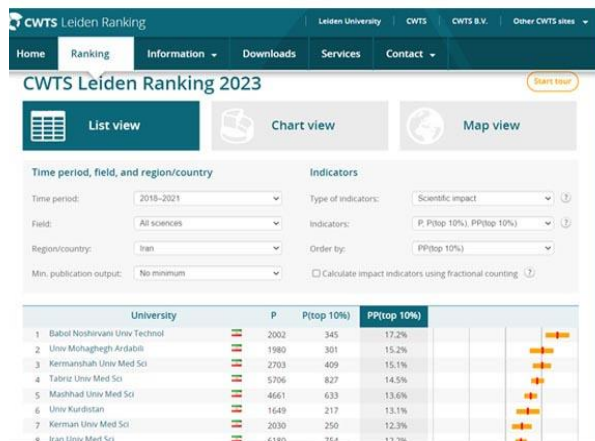 CWTS Leiden Ranking
Leiden University CWTS CWTS B.V. Other CWTS sites
Home Ranking Information Downloads Services Contact
CWTS Leiden Ranking 2023
Start tour
List view Chart view Map view
Time period, field, and region/country Indicators
Time period: 2018–2021 Type of indicators: Scientific impact ?
Field: All sciences Indicators: P, P(top 10%), PP(top 10%) ?
Region/country: Iran Order by: PP(top 10%)
Min. publication output: No minimum Calculate impact indicators using fractional counting ?
University P P(top 10%) PP(top 10%)
1 Babol Noshirvani Univ Technol 2002 345 17.2%
2 Univ Mohaghegh Ardabili 1980 301 15.2%
3 Kermanshah Univ Med Sci 2703 409 15.1%
4 Tabriz Univ Med Sci 5706 827 14.5%
5 Mashhad Univ Med Sci 4661 633 13.6%
6 Univ Kurdistan 1649 217 13.1%
7 Kerman Univ Med Sci 2030 250 12.3%
8 Iran Univ Med Sci 6180 754 12.2%